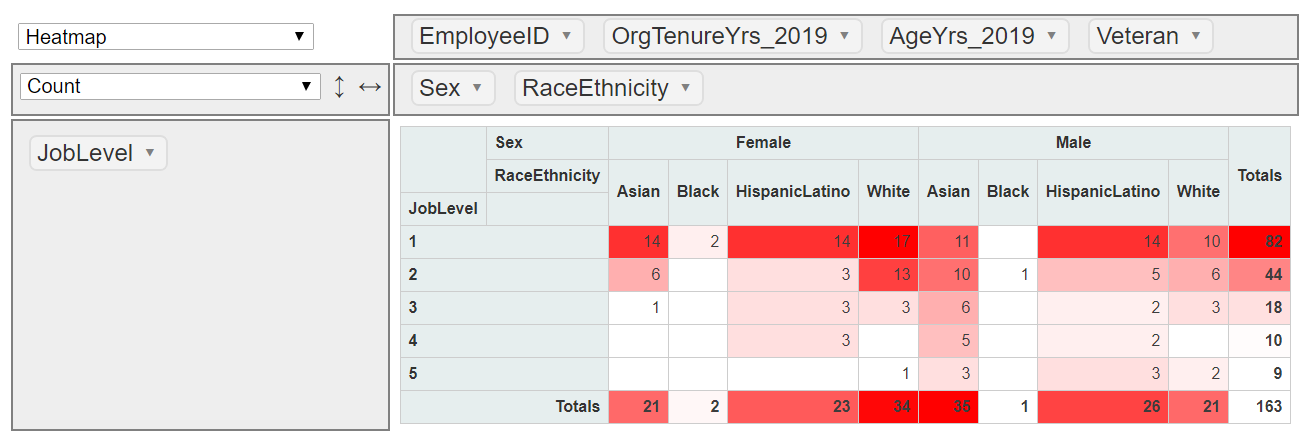 Heatmap ▼
EmployeeID ▼ OrgTenureYrs_2019 ▼ AgeYrs_2019 ▼ Veteran ▼
Count ▼ ↕ ↔
Sex ▼ RaceEthnicity ▼
JobLevel ▼
Sex Female Male Totals
RaceEthnicity Asian Black HispanicLatino White Asian Black HispanicLatino White
JobLevel
1 14 2 14 17 11 14 10 82
2 6 3 13 10 1 5 6 44
3 1 3 3 6 2 3 18
4 3 5 2 10
5 1 3 3 2 9
Totals 21 2 23 34 35 1 26 21 163